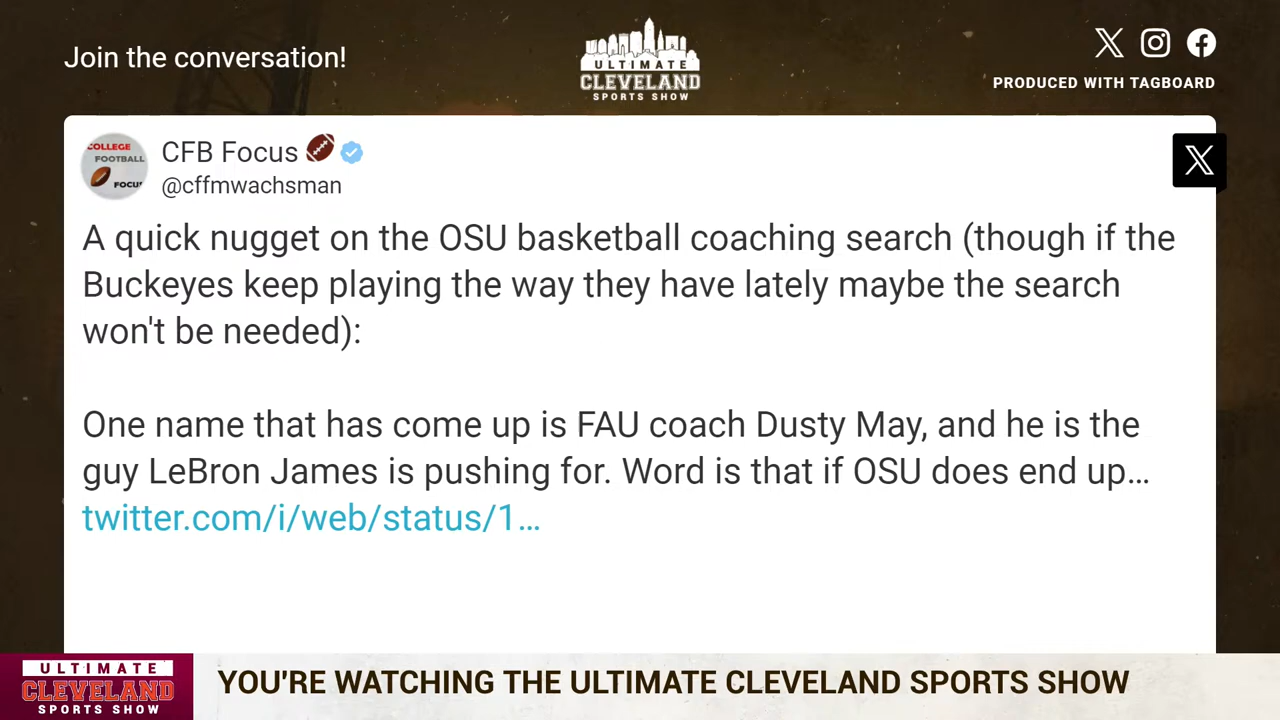 Join the conversation!
ULTIMATE
CLEVELAND
SPORTS SHOW
PRODUCED WITH TAGBOARD
COLLEGE
FOOTBALL
FOCUS
CFB Focus
@cffmwachsman
A quick nugget on the OSU basketball coaching search (though if the
Buckeyes keep playing the way they have lately maybe the search
won't be needed):
One name that has come up is FAU coach Dusty May, and he is the
guy LeBron James is pushing for. Word is that if OSU does end up…
twitter.com/i/web/status/1…
ULTIMATE
CLEVELAND
SPORTS SHOW
YOU'RE WATCHING THE ULTIMATE CLEVELAND SPORTS SHOW